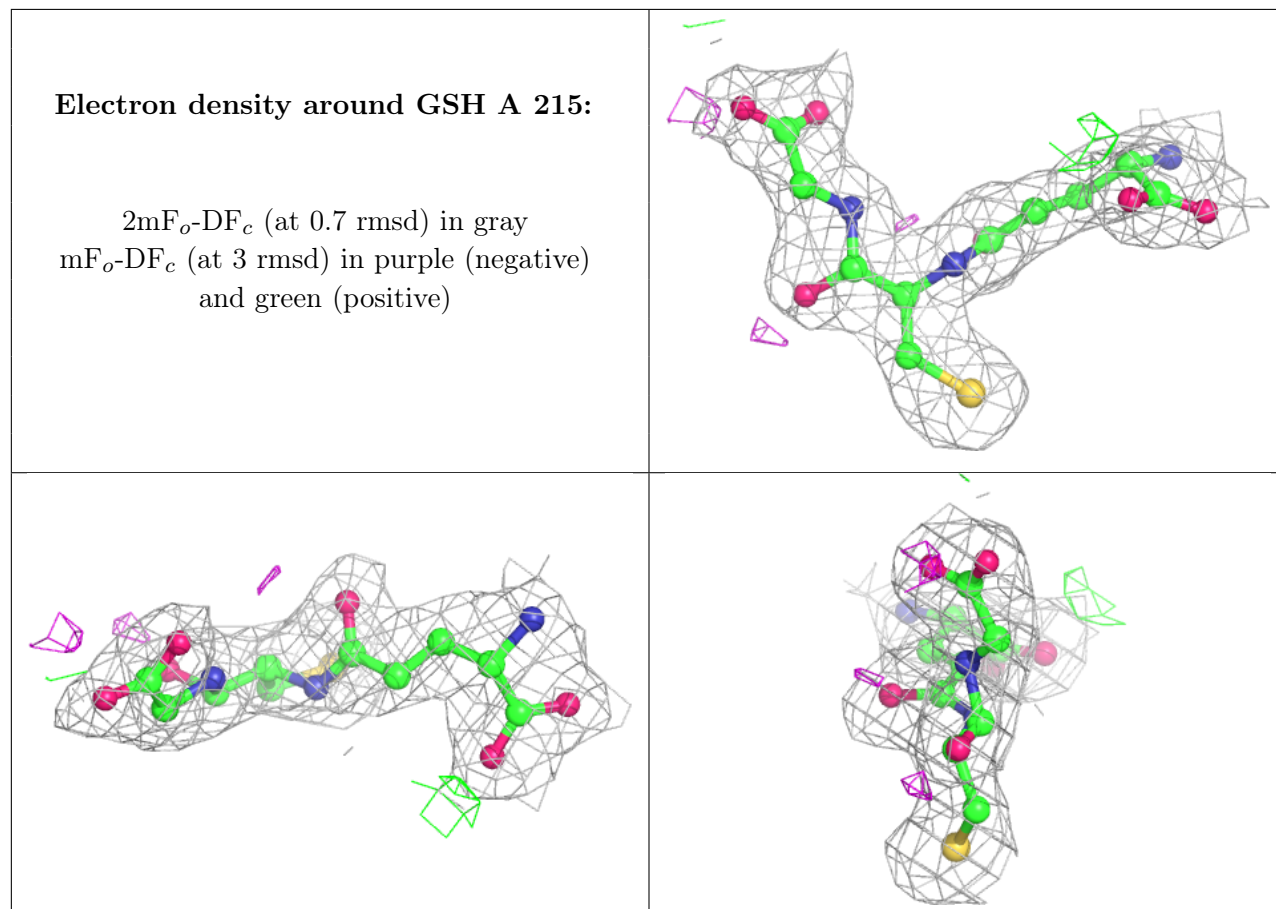 Electron density around GSH A 215:
2mFo-DFc (at 0.7 rmsd) in gray
mFo-DFc (at 3 rmsd) in purple (negative)
and green (positive)